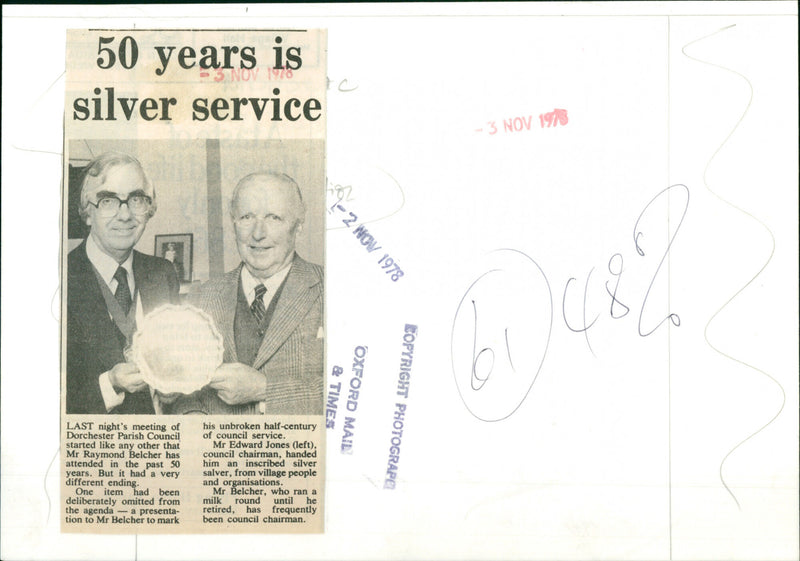 50 years is
- 3 NOV 1978
silver service
LAST night's meeting of
Dorchester Parish Council
started like any other that
Mr Raymond Belcher has
attended in the past 50
years. But it had a very
different ending.
One item had been
deliberately omitted from
the agenda — a presenta-
tion to Mr Belcher to mark
his unbroken half-century
of council service.
Mr Edward Jones (left),
council chairman, handed
him an inscribed silver
salver, from village people
and organisations.
Mr Belcher, who ran a
milk round until he
retired, has frequently
been council chairman.
- 2 NOV 1978
COPYRIGHT PHOTOGRAPH
OXFORD MAIL
& TIMES
- 3 NOV 1978
61 48%